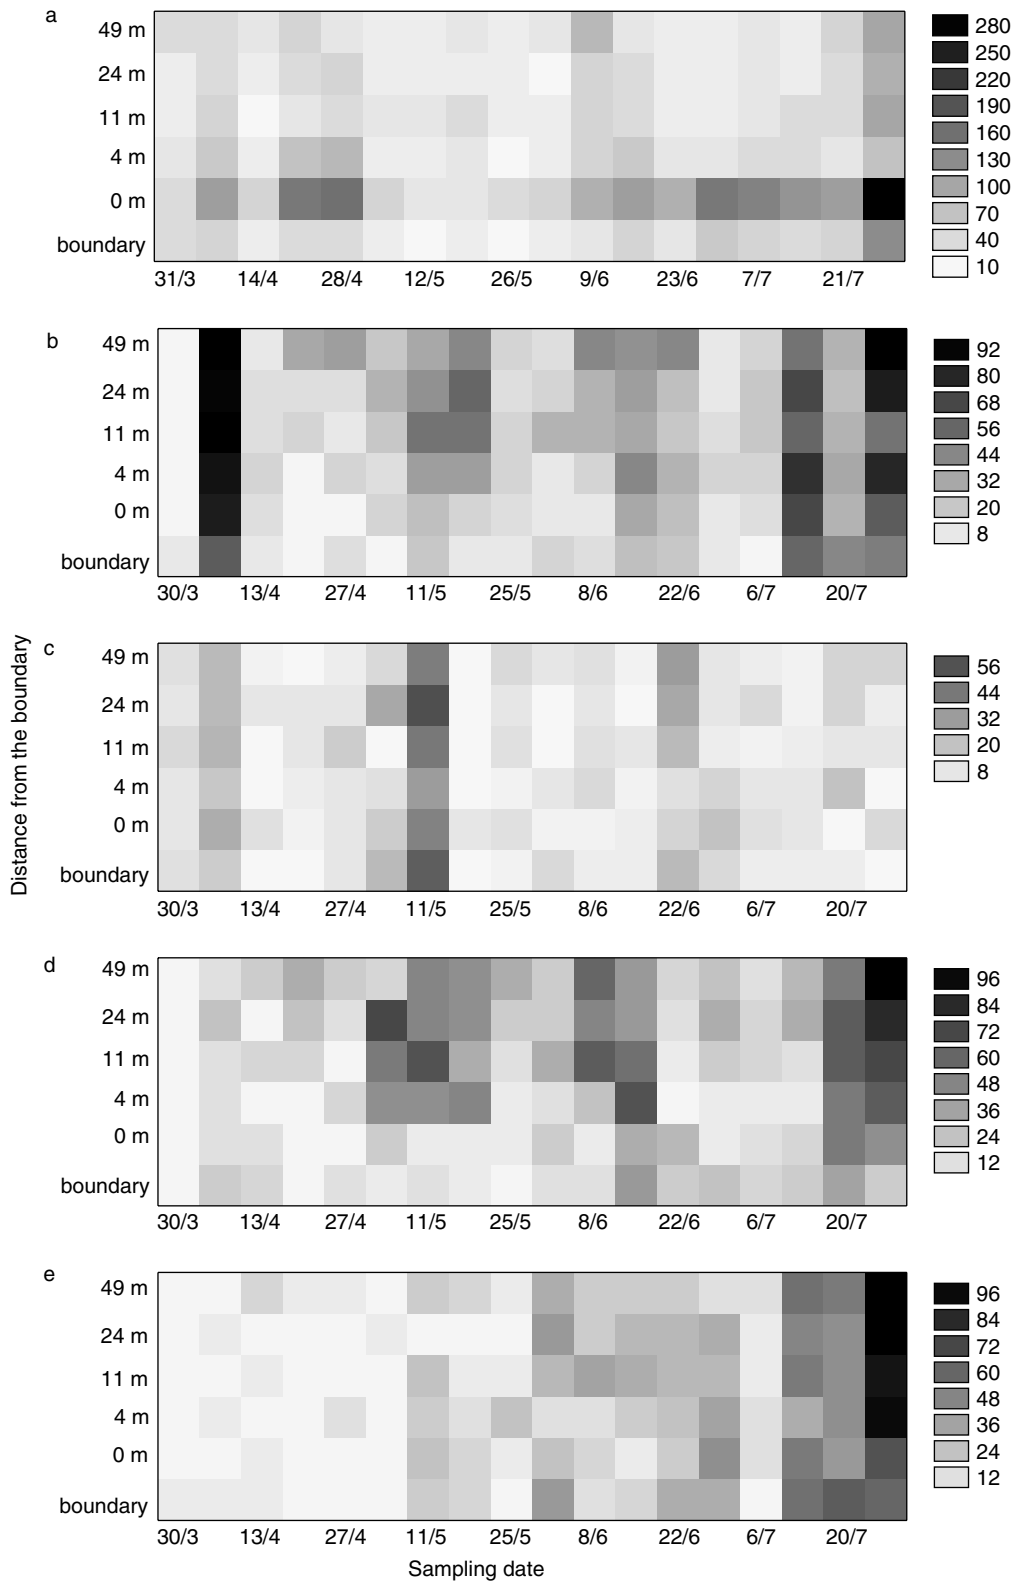 a
49 m
24 m
11 m
4 m
0 m
boundary
31/3 14/4 28/4 12/5 26/5 9/6 23/6 7/7 21/7
280
250
220
190
160
130
100
70
40
10
b
49 m
24 m
11 m
4 m
0 m
boundary
30/3 13/4 27/4 11/5 25/5 8/6 22/6 6/7 20/7
92
80
68
56
44
32
20
8
Distance from the boundary
c
49 m
24 m
11 m
4 m
0 m
boundary
30/3 13/4 27/4 11/5 25/5 8/6 22/6 6/7 20/7
56
44
32
20
8
d
49 m
24 m
11 m
4 m
0 m
boundary
30/3 13/4 27/4 11/5 25/5 8/6 22/6 6/7 20/7
96
84
72
60
48
36
24
12
e
49 m
24 m
11 m
4 m
0 m
boundary
30/3 13/4 27/4 11/5 25/5 8/6 22/6 6/7 20/7
96
84
72
60
48
36
24
12
Sampling date